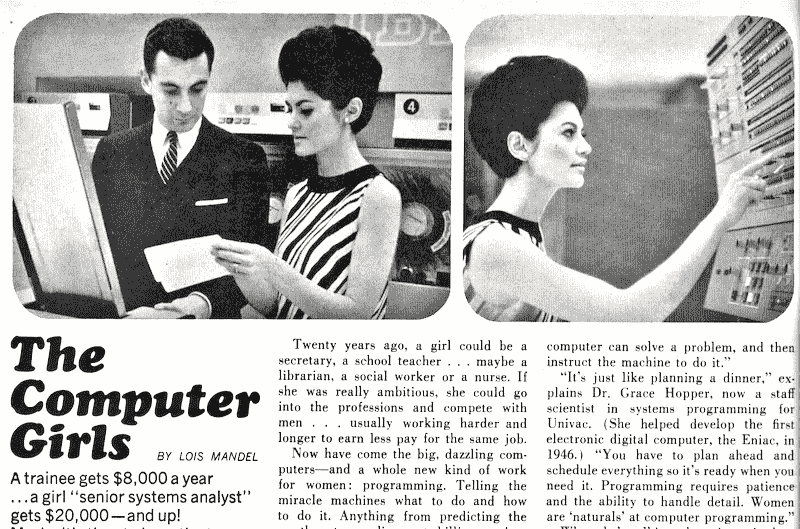 4
The
Computer
Girls
BY LOIS MANDEL
A trainee gets $8,000 a year
...a girl “senior systems analyst”
gets $20,000—and up!
Twenty years ago, a girl could be a
secretary, a school teacher . . . maybe a
librarian, a social worker or a nurse. If
she was really ambitious, she could go
into the professions and compete with
men . . . usually working harder and
longer to earn less pay for the same job.
Now have come the big, dazzling com-
puters—and a whole new kind of work
for women: programming. Telling the
miracle machines what to do and how
to do it. Anything from predicting the
computer can solve a problem, and then
instruct the machine to do it.”
“It’s just like planning a dinner,” ex-
plains Dr. Grace Hopper, now a staff
scientist in systems programming for
Univac. (She helped develop the first
electronic digital computer, the Eniac, in
1946.) “You have to plan ahead and
schedule everything so it’s ready when you
need it. Programming requires patience
and the ability to handle detail. Women
are ‘naturals’ at computer programming.”